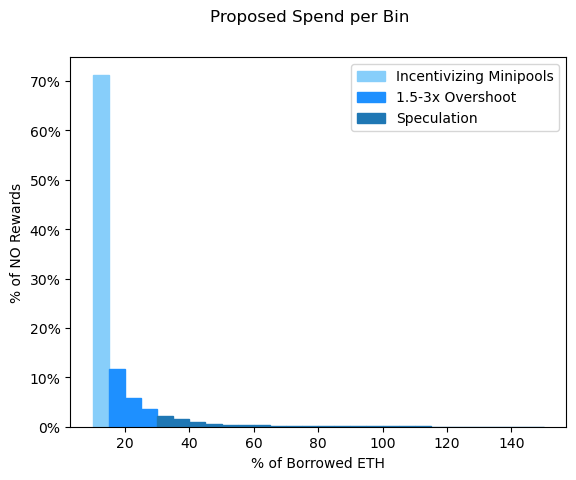 Proposed Spend per Bin
Incentivizing Minipools
1.5-3x Overshoot
Speculation
70%
60%
50%
40%
30%
20%
10%
0%
% of NO Rewards
20 40 60 80 100 120 140
% of Borrowed ETH